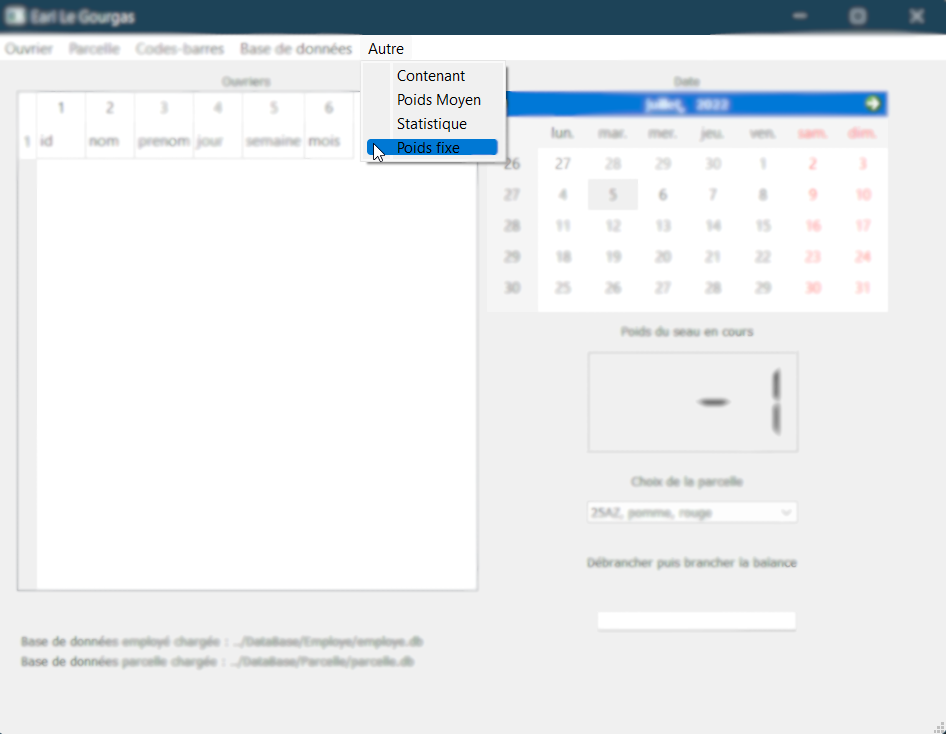 Earl Le Gourgas
Ouvrier Parcelle Codes-barres Base de données Autre
Contenant
Poids Moyen
Statistique
Poids fixe
Ouvriers
1 2 3 4 5 6
1 id nom prenom jour semaine mois
Date
juillet, 2022
lun. mar. mer. jeu. ven. sam. dim.
26 27 28 29 30 1 2 3
27 4 5 6 7 8 9 10
28 11 12 13 14 15 16 17
29 18 19 20 21 22 23 24
30 25 26 27 28 29 30 31
Poids du seau en cours
-1
Choix de la parcelle
25AZ, pomme, rouge
Débrancher puis brancher la balance
Base de données employé chargée : ../DataBase/Employe/employe.db
Base de données parcelle chargée : ../DataBase/Parcelle/parcelle.db